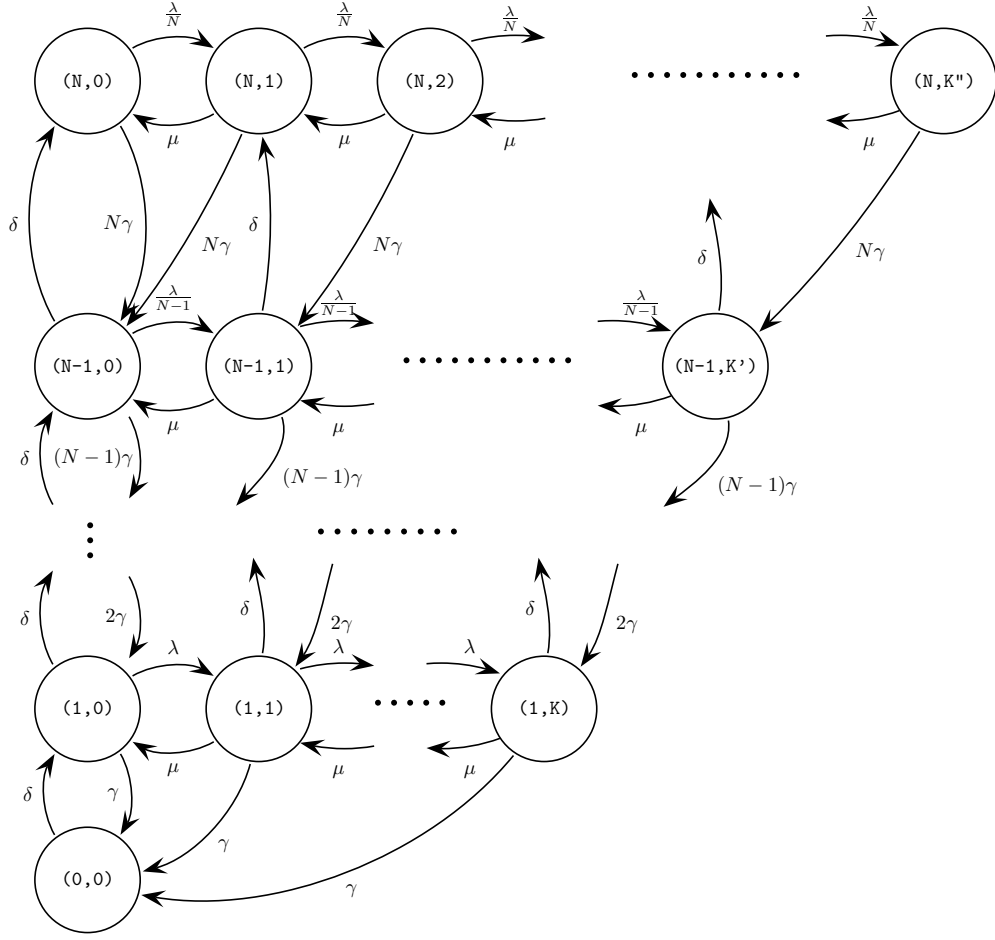 λ/N λ/N λ/N λ/N
(N,0) (N,1) (N,2) (N,K")
μ μ μ μ
δ Nγ Nγ δ Nγ δ Nγ
λ/N−1 λ/N−1 λ/N−1
(N-1,0) (N-1,1) (N-1,K')
μ μ μ
δ (N − 1)γ (N − 1)γ (N − 1)γ
δ 2γ δ 2γ δ 2γ
λ λ λ
(1,0) (1,1) (1,K)
μ μ μ
δ γ γ
(0,0)
γ